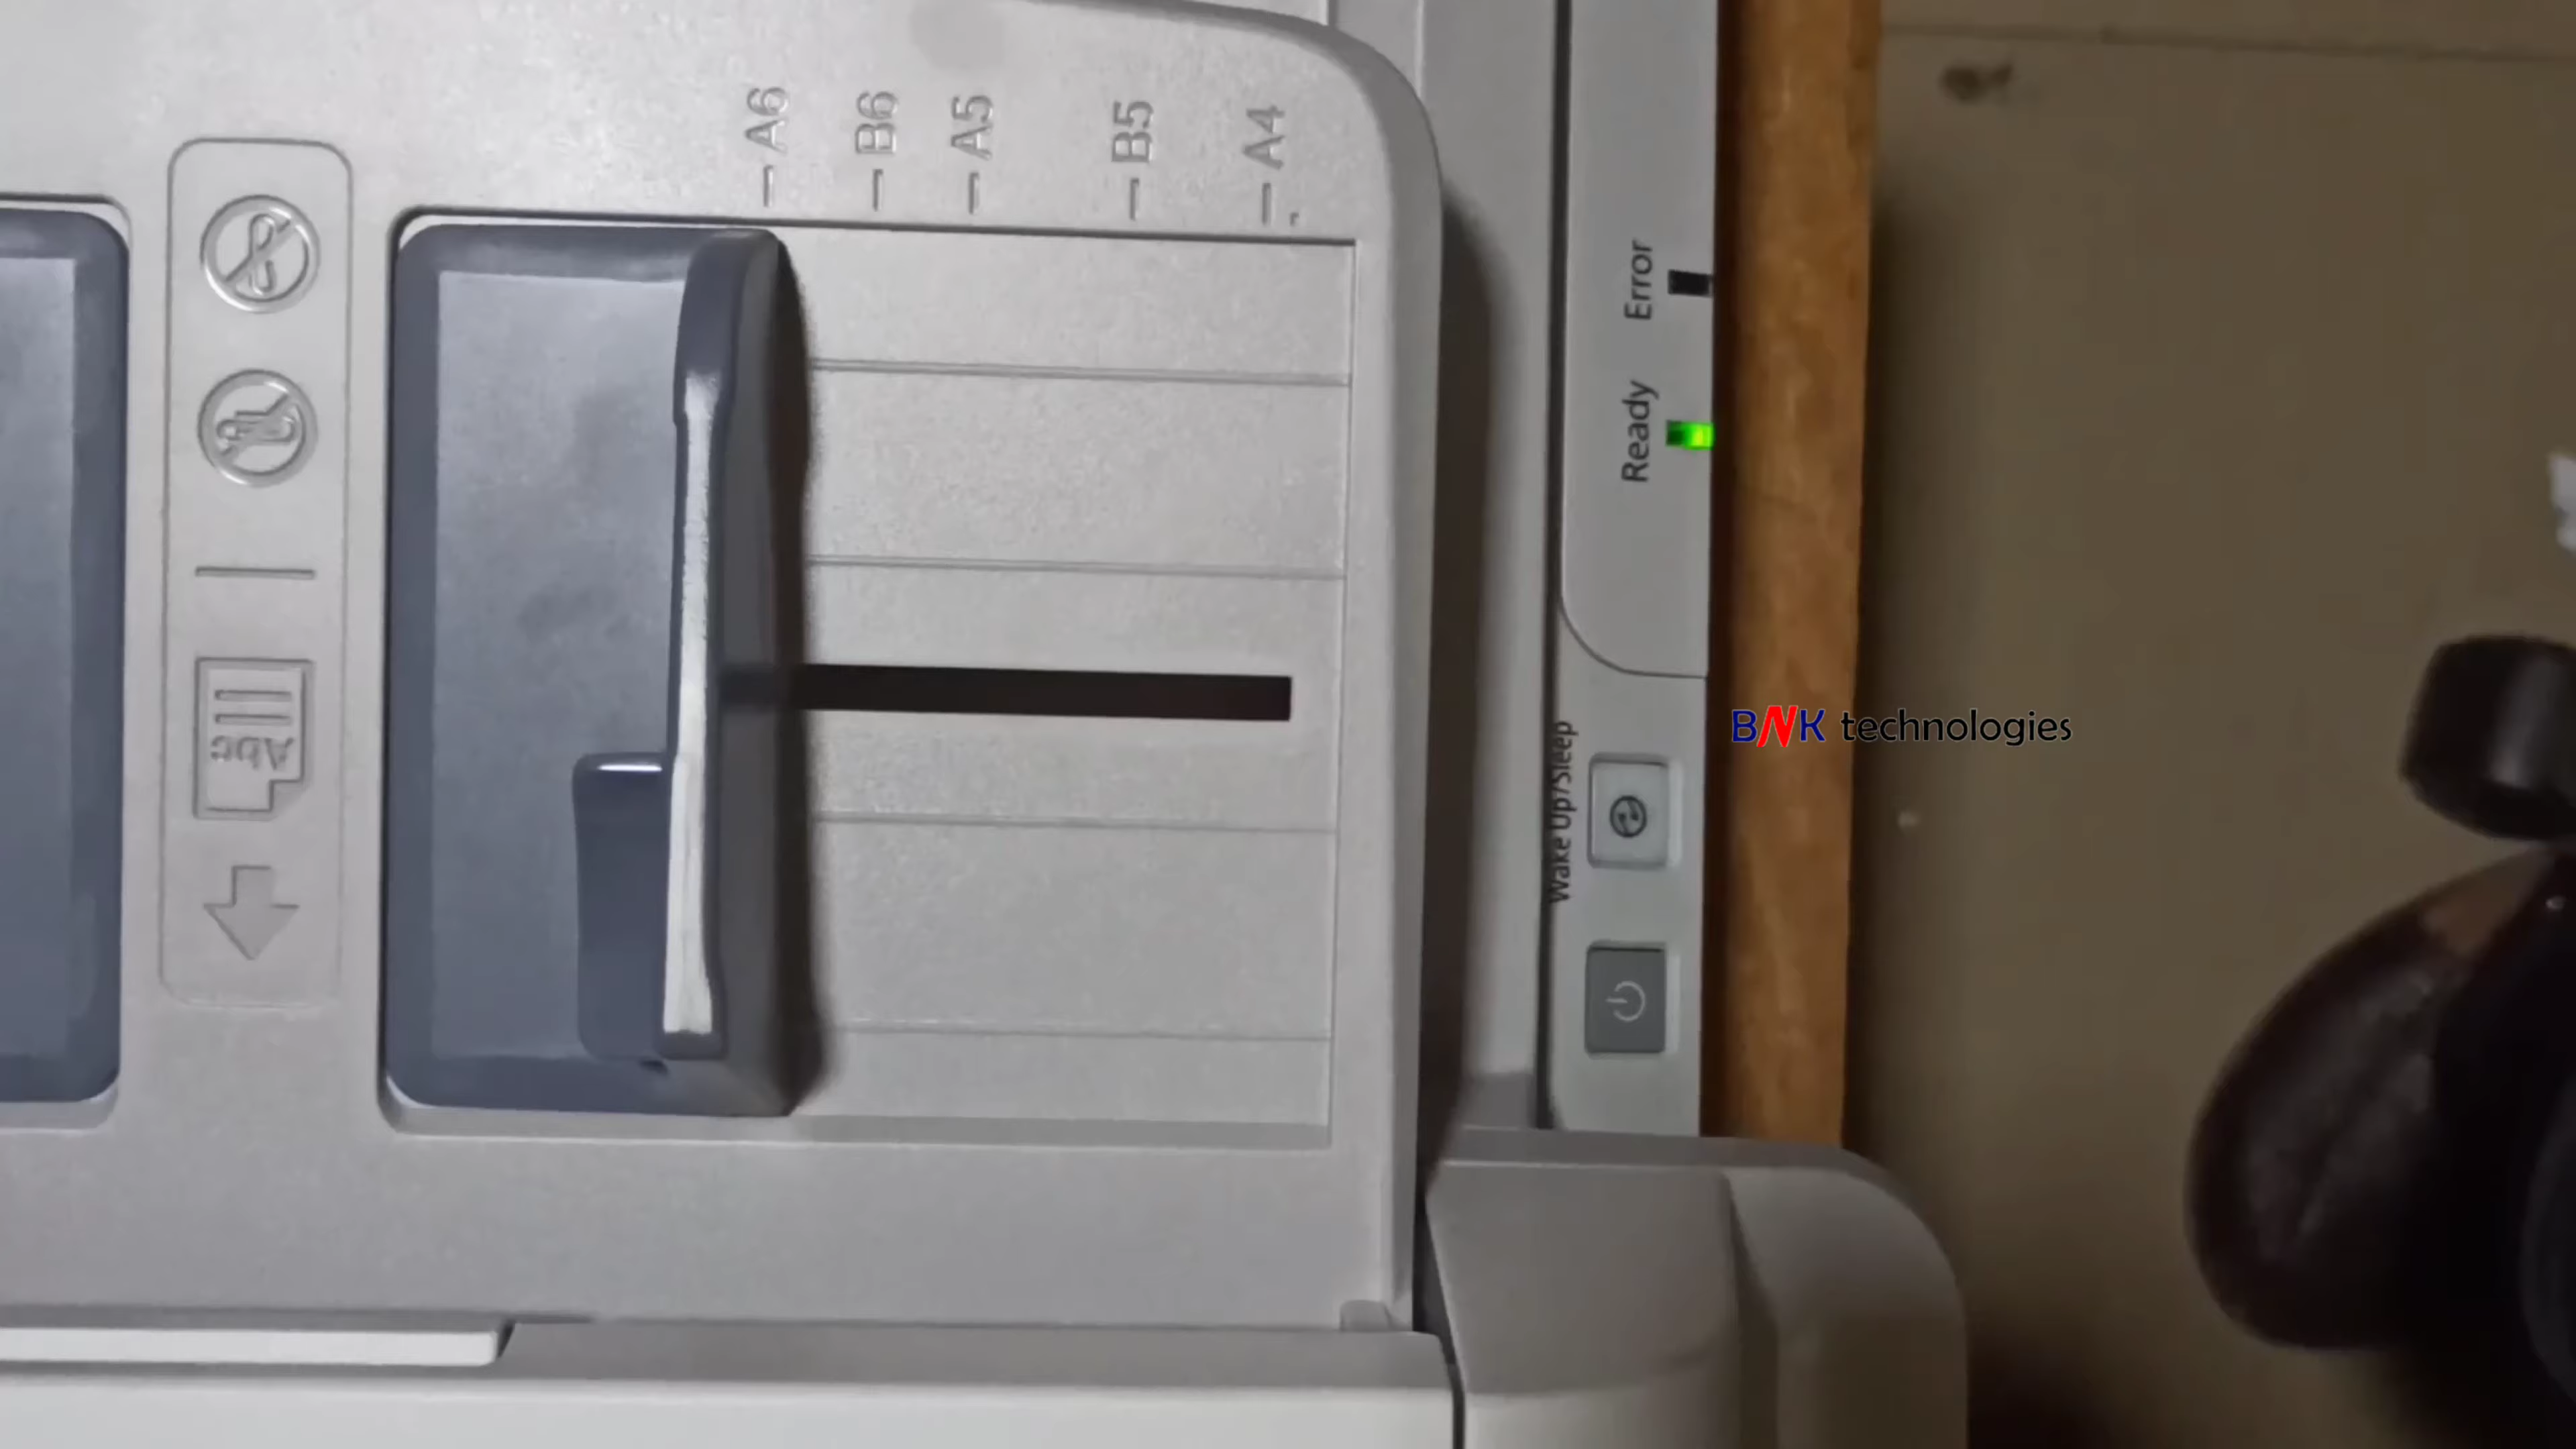 A6
B6
A5
B5
A4
Error
Ready
Wake Up/Sleep
BNK technologies
Abc